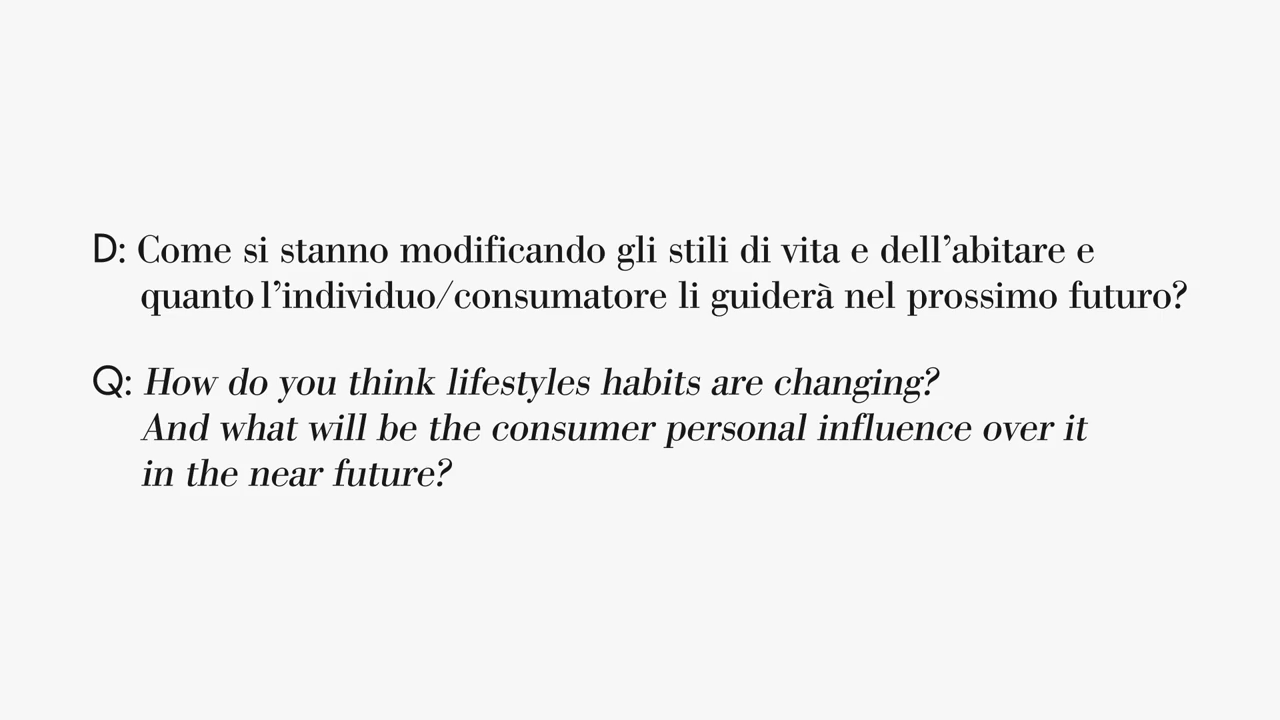 D: Come si stanno modificando gli stili di vita e dell’abitare e
quanto l’individuo/consumatore li guiderà nel prossimo futuro?
Q: How do you think lifestyles habits are changing?
And what will be the consumer personal influence over it
in the near future?